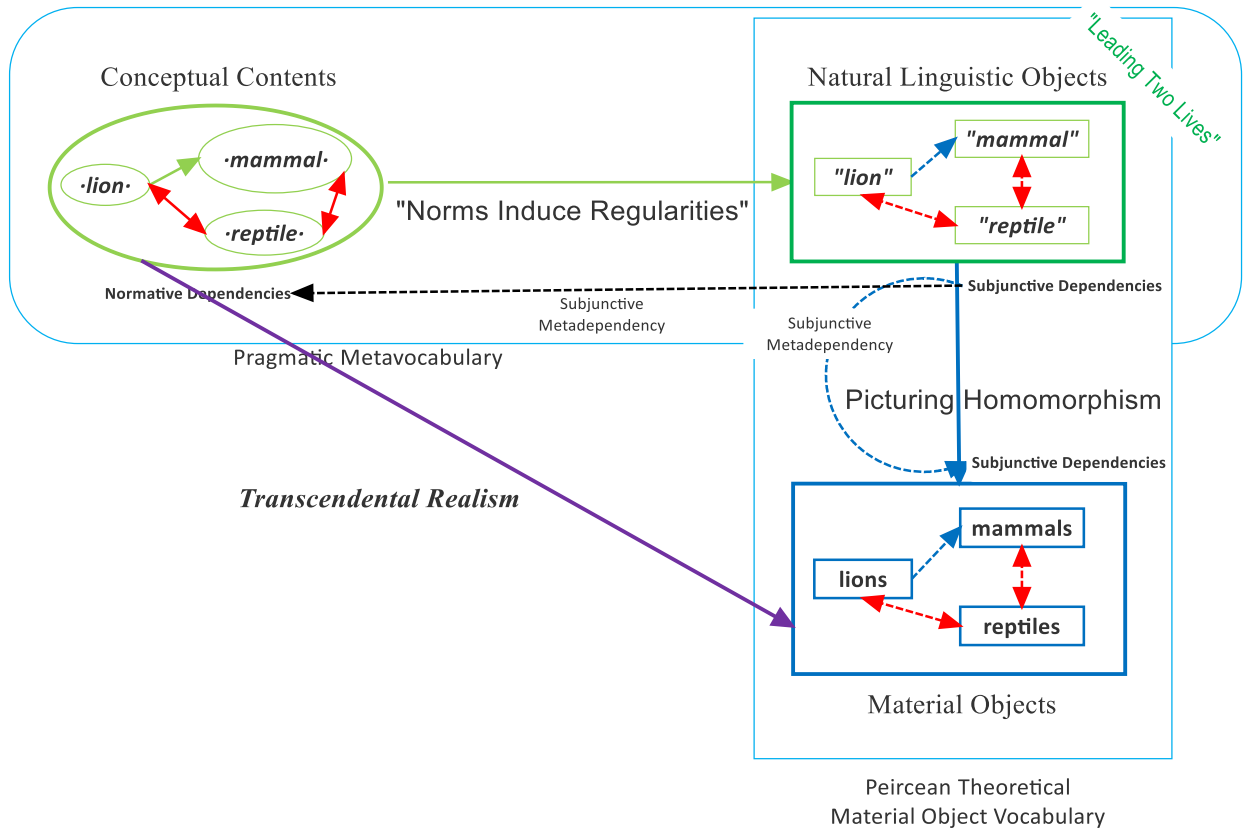 "Leading Two Lives"
Conceptual Contents
Natural Linguistic Objects
·mammal·
·lion·
·reptile·
"mammal"
"lion"
"reptile"
"Norms Induce Regularities"
Normative Dependencies
Subjunctive
Metadependency
Subjunctive Dependencies
Subjunctive
Metadependency
Pragmatic Metavocabulary
Picturing Homomorphism
Subjunctive Dependencies
Transcendental Realism
mammals
lions
reptiles
Material Objects
Peircean Theoretical
Material Object Vocabulary